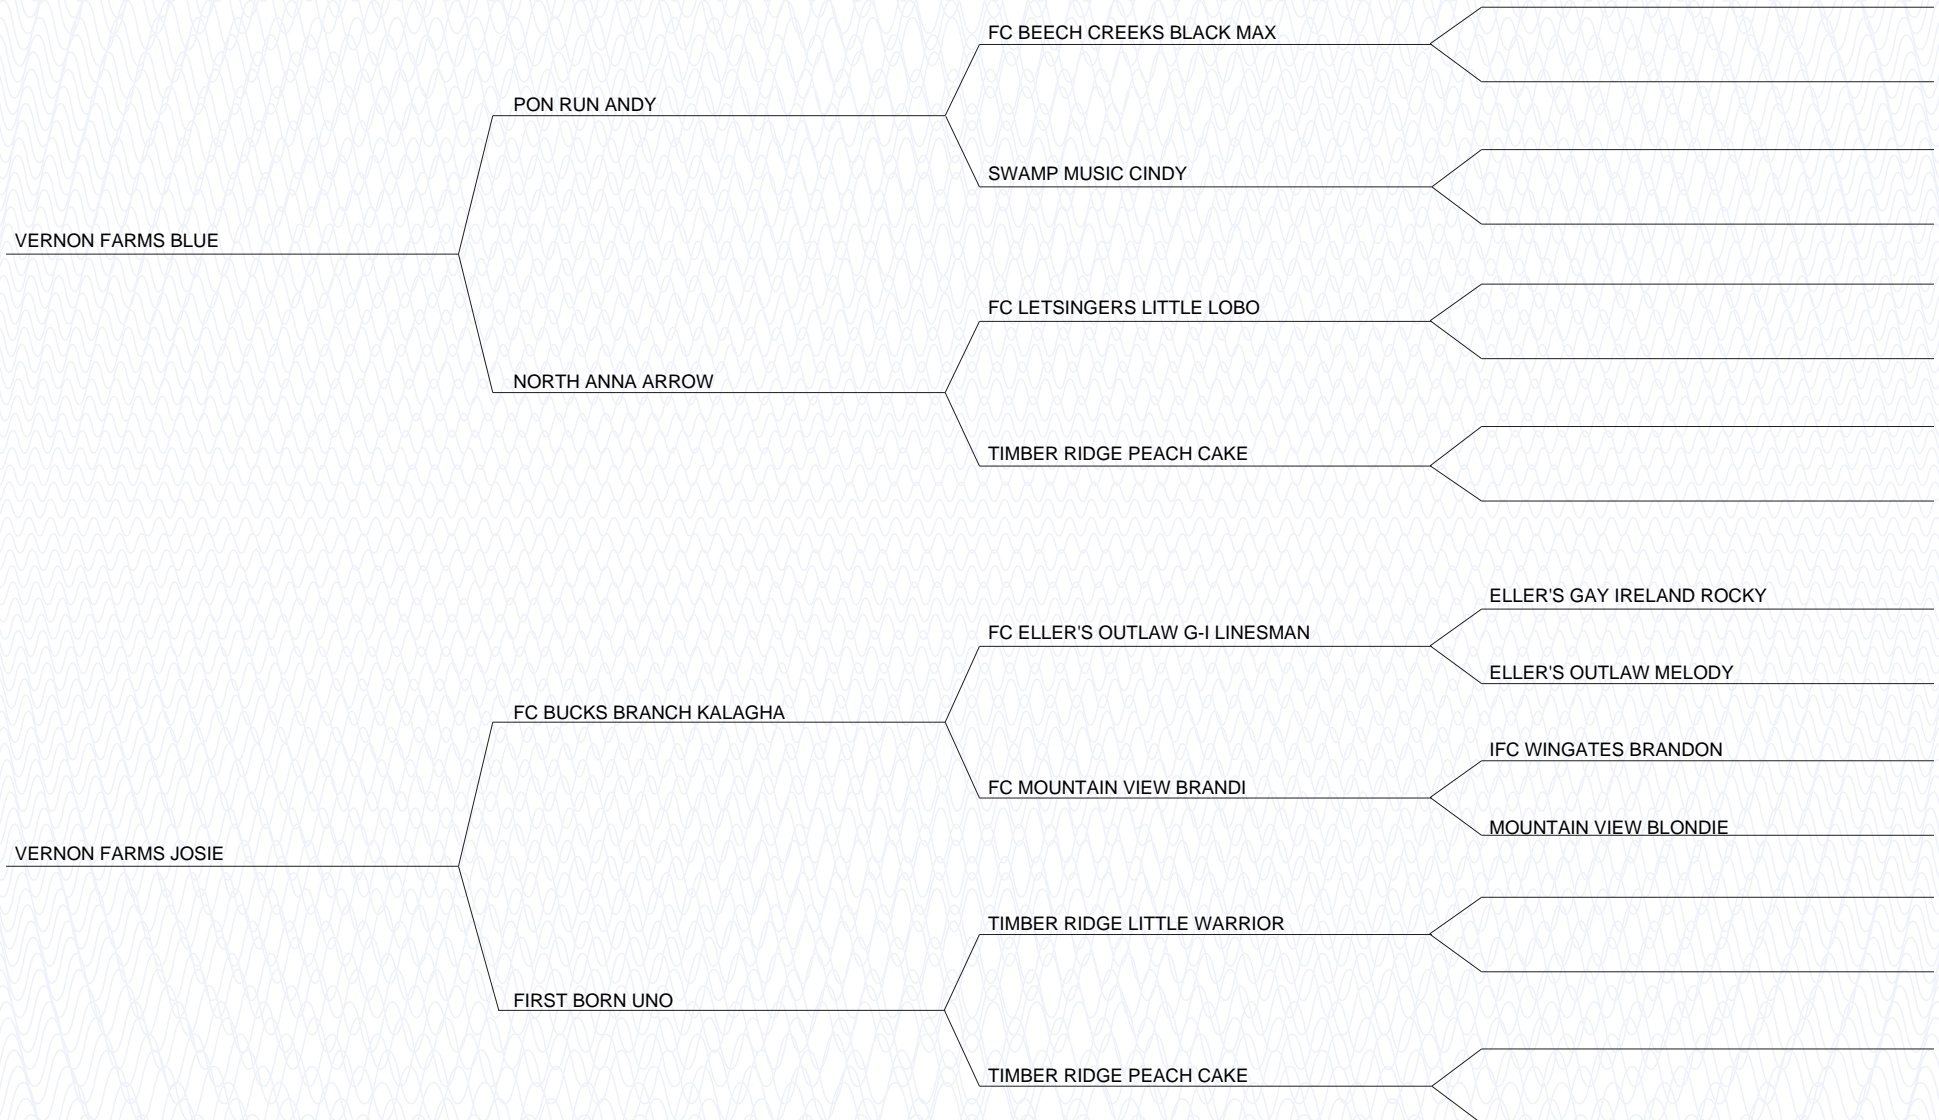 FC BEECH CREEKS BLACK MAX
PON RUN ANDY
SWAMP MUSIC CINDY
VERNON FARMS BLUE
FC LETSINGERS LITTLE LOBO
NORTH ANNA ARROW
TIMBER RIDGE PEACH CAKE
ELLER'S GAY IRELAND ROCKY
FC ELLER'S OUTLAW G-I LINESMAN
ELLER'S OUTLAW MELODY
FC BUCKS BRANCH KALAGHA
IFC WINGATES BRANDON
FC MOUNTAIN VIEW BRANDI
MOUNTAIN VIEW BLONDIE
VERNON FARMS JOSIE
TIMBER RIDGE LITTLE WARRIOR
FIRST BORN UNO
TIMBER RIDGE PEACH CAKE